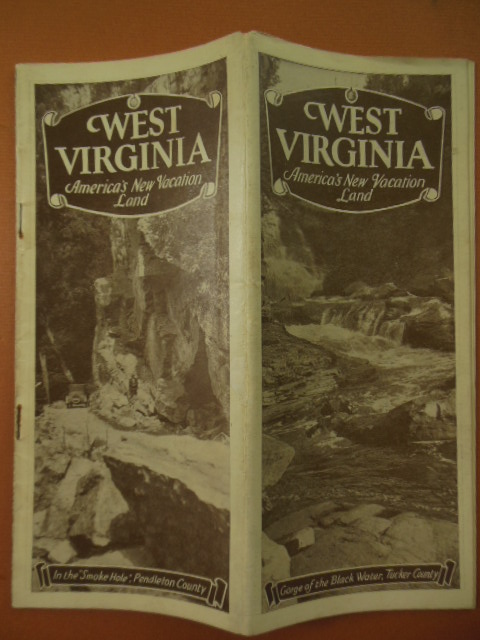 WEST
VIRGINIA
America's New Vacation
Land
In the "Smoke Hole", Pendleton County
WEST
VIRGINIA
America's New Vacation
Land
Gorge of the Black Water, Tucker County